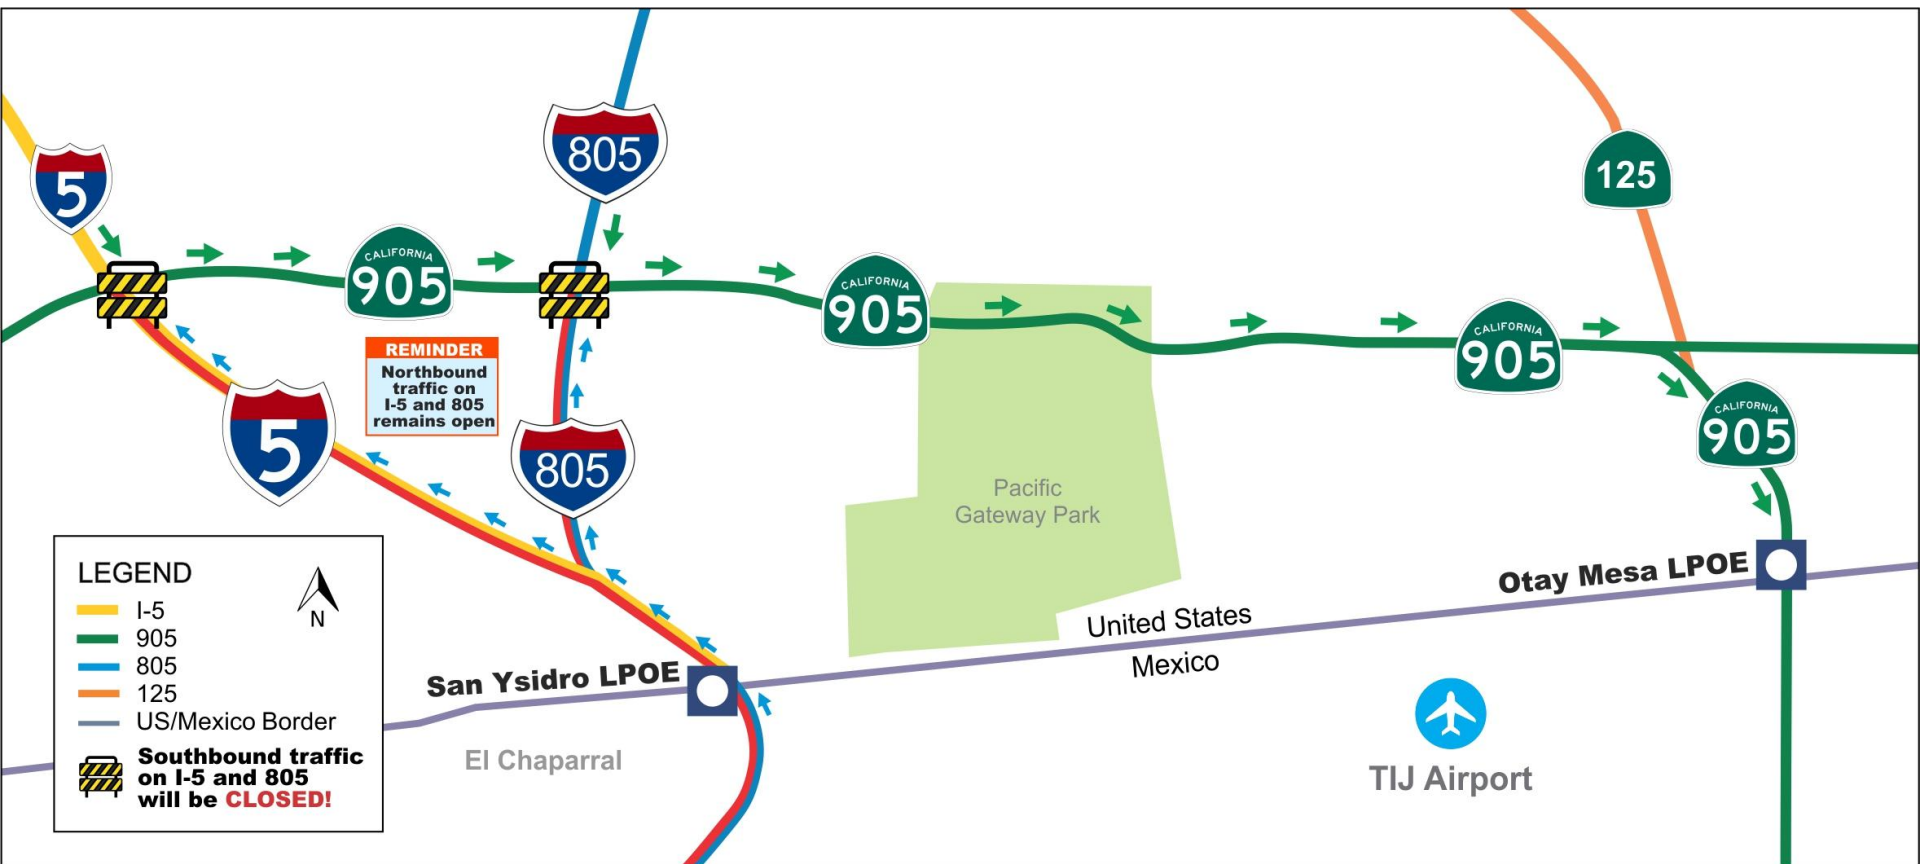 5
805
125
CALIFORNIA
905
CALIFORNIA
905
CALIFORNIA
905
CALIFORNIA
905
REMINDER
Northbound
traffic on
I-5 and 805
remains open
5
805
Pacific
Gateway Park
LEGEND
N
I-5
905
805
125
US/Mexico Border
Southbound traffic
on I-5 and 805
will be CLOSED!
Otay Mesa LPOE
United States
Mexico
San Ysidro LPOE
El Chaparral
TIJ Airport